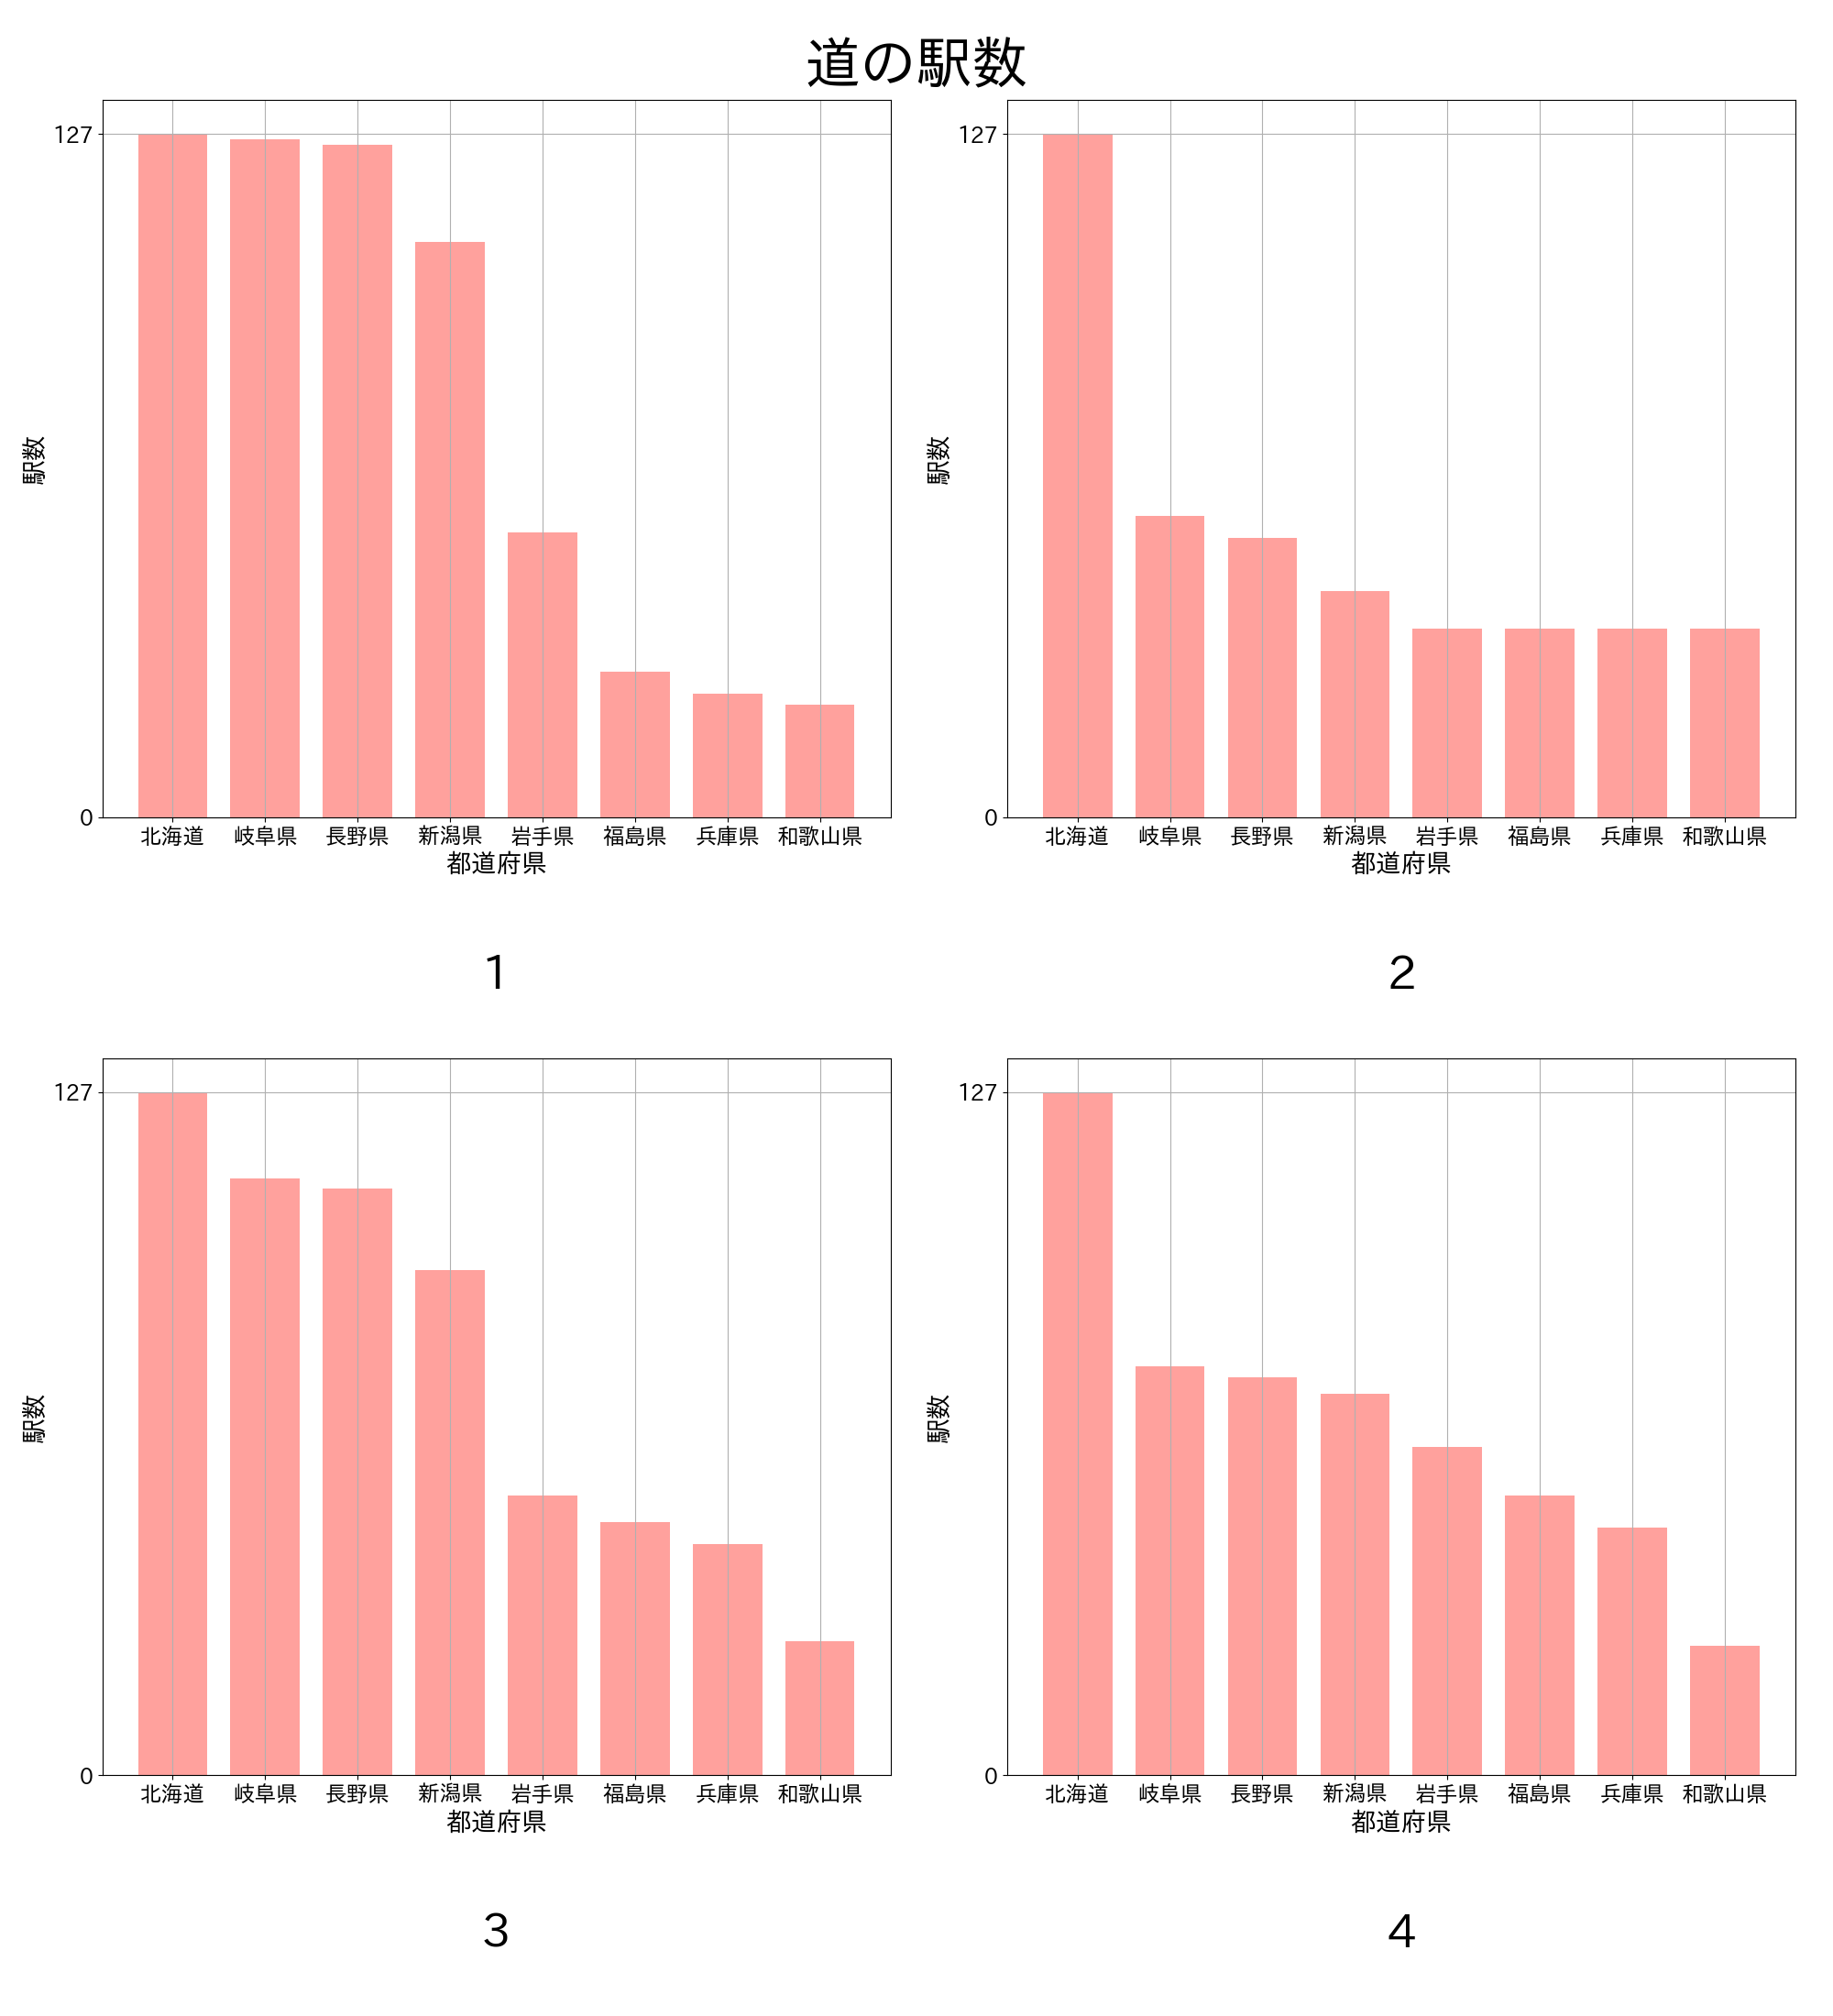 道の駅数
127
0
駅数
北海道 岐阜県 長野県 新潟県 岩手県 福島県 兵庫県 和歌山県
都道府県
1
127
0
駅数
北海道 岐阜県 長野県 新潟県 岩手県 福島県 兵庫県 和歌山県
都道府県
2
127
0
駅数
北海道 岐阜県 長野県 新潟県 岩手県 福島県 兵庫県 和歌山県
都道府県
3
127
0
駅数
北海道 岐阜県 長野県 新潟県 岩手県 福島県 兵庫県 和歌山県
都道府県
4